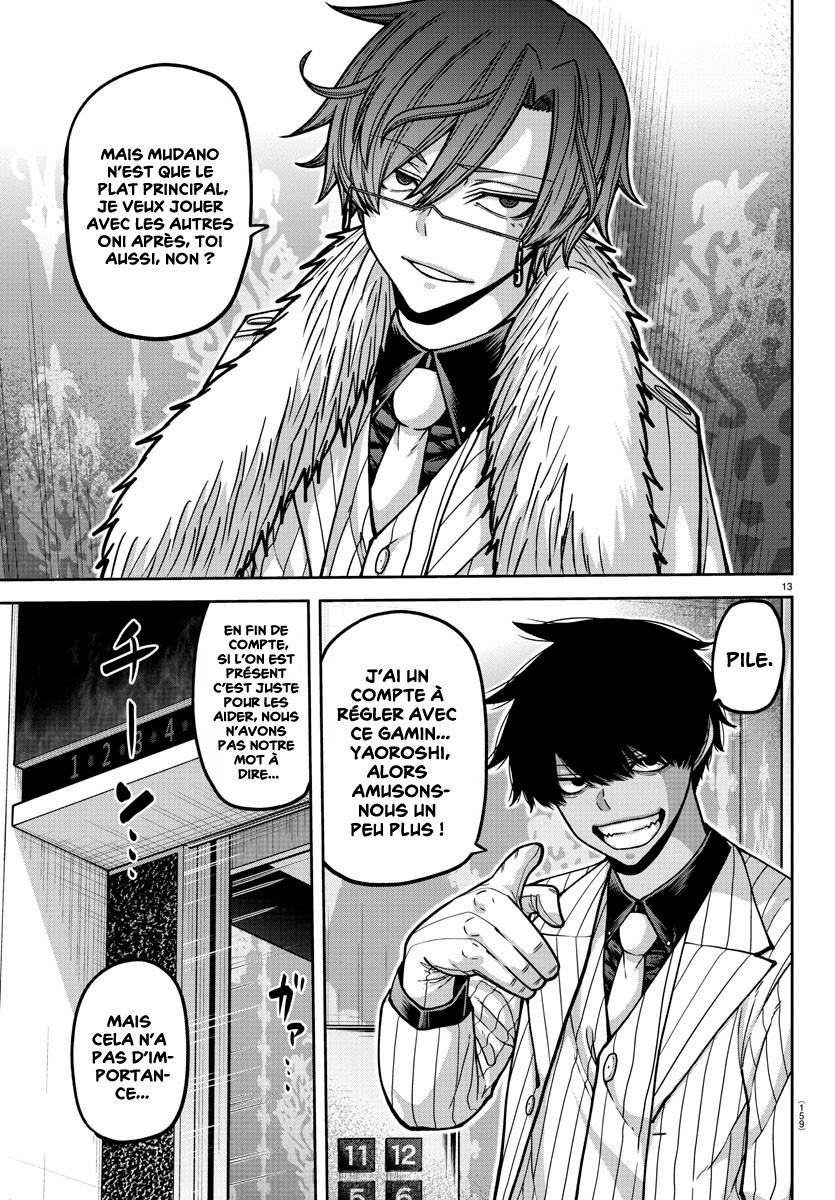 MAIS MUDANO
N'EST QUE LE
PLAT PRINCIPAL,
JE VEUX JOUER
AVEC LES AUTRES
ONI APRÈS, TOI
AUSSI, NON ?
13
PILE.
J'AI UN
COMPTE À
RÉGLER AVEC
CE GAMIN...
YAOROSHI,
ALORS
AMUSONS-
NOUS UN
PEU PLUS !
11 12
5 6
EN FIN DE
COMPTE,
SI L'ON EST
PRÉSENT
C'EST JUSTE
POUR LES
AIDER, NOUS
N'AVONS
PAS NOTRE
MOT À
DIRE...
チーン
1・2・3・4・
ガァ…
MAIS
CELA N'A
PAS D'IM-
PORTAN-
CE...
(159)